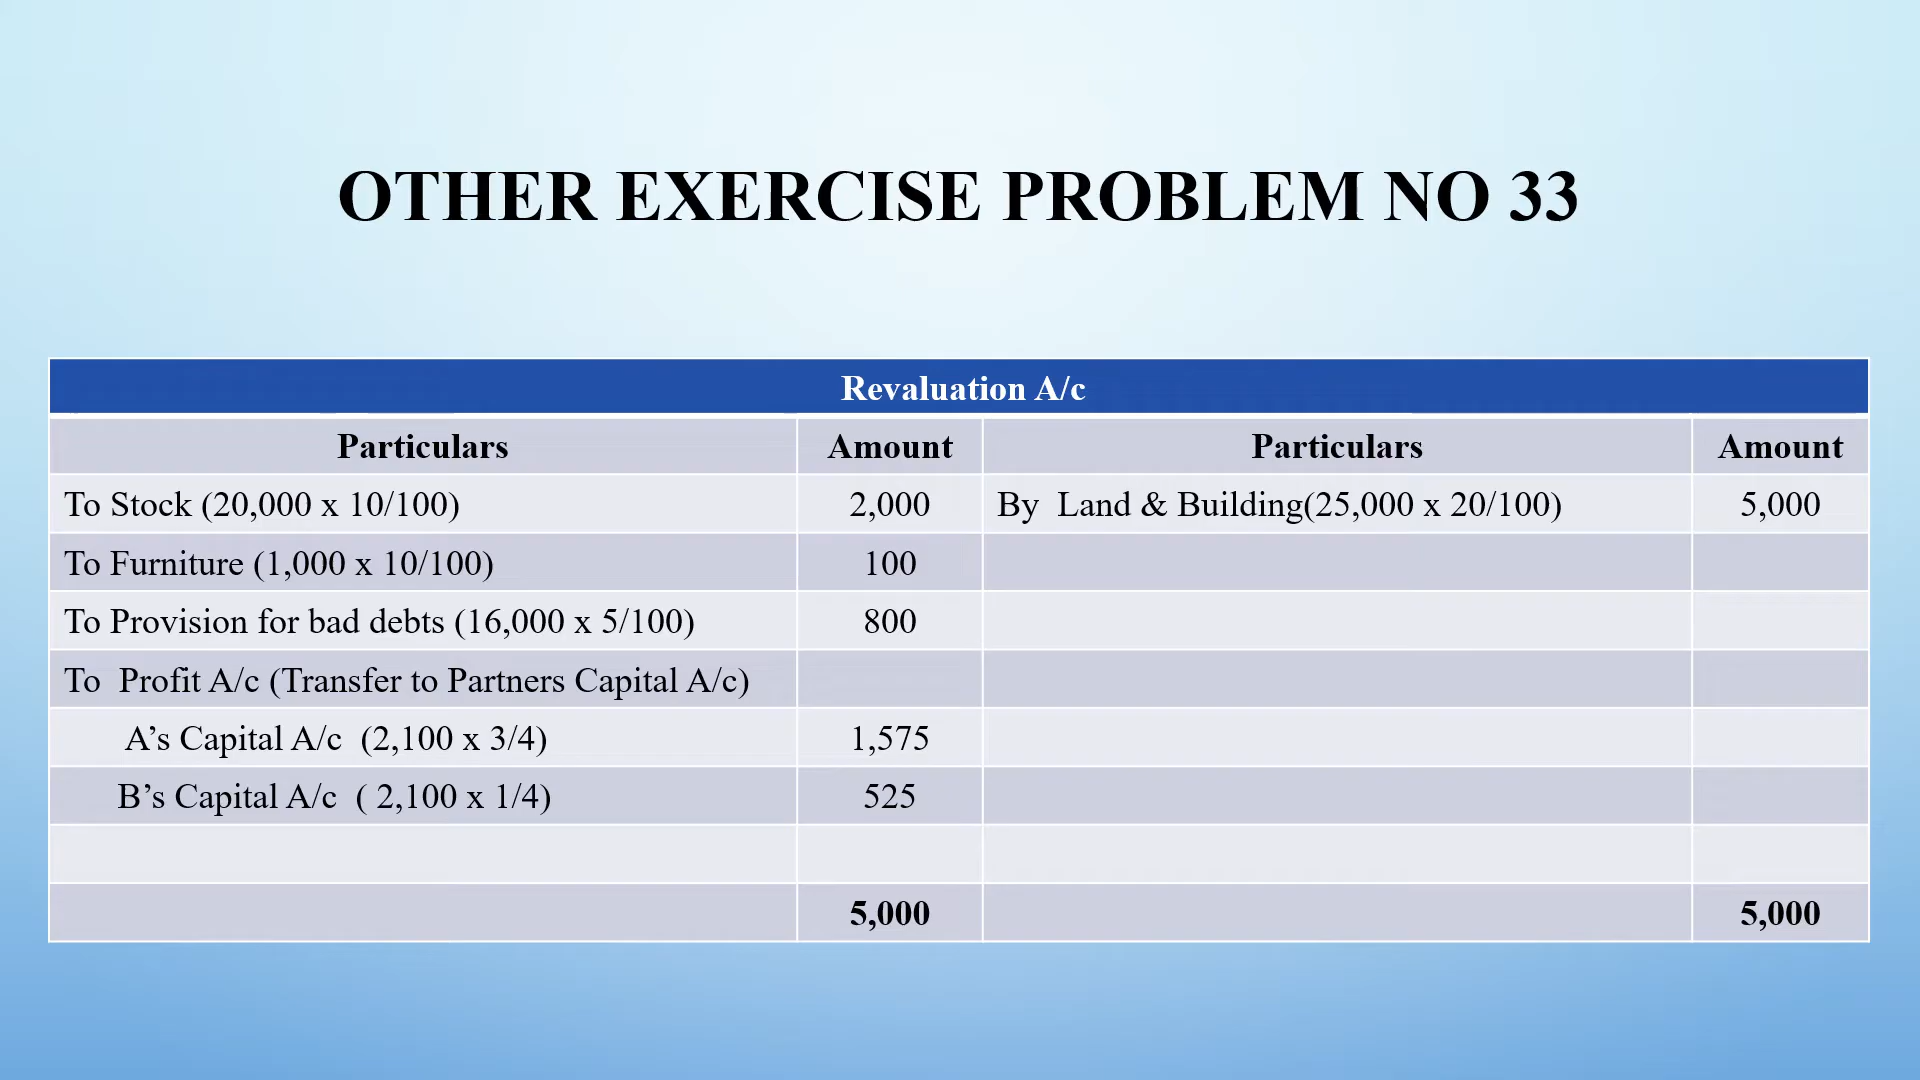 OTHER EXERCISE PROBLEM NO 33
Revaluation A/c
Particulars Amount Particulars Amount
To Stock (20,000 x 10/100) 2,000 By Land & Building(25,000 x 20/100) 5,000
To Furniture (1,000 x 10/100) 100
To Provision for bad debts (16,000 x 5/100) 800
To Profit A/c (Transfer to Partners Capital A/c)
A’s Capital A/c (2,100 x 3/4) 1,575
B’s Capital A/c ( 2,100 x 1/4) 525
5,000 5,000